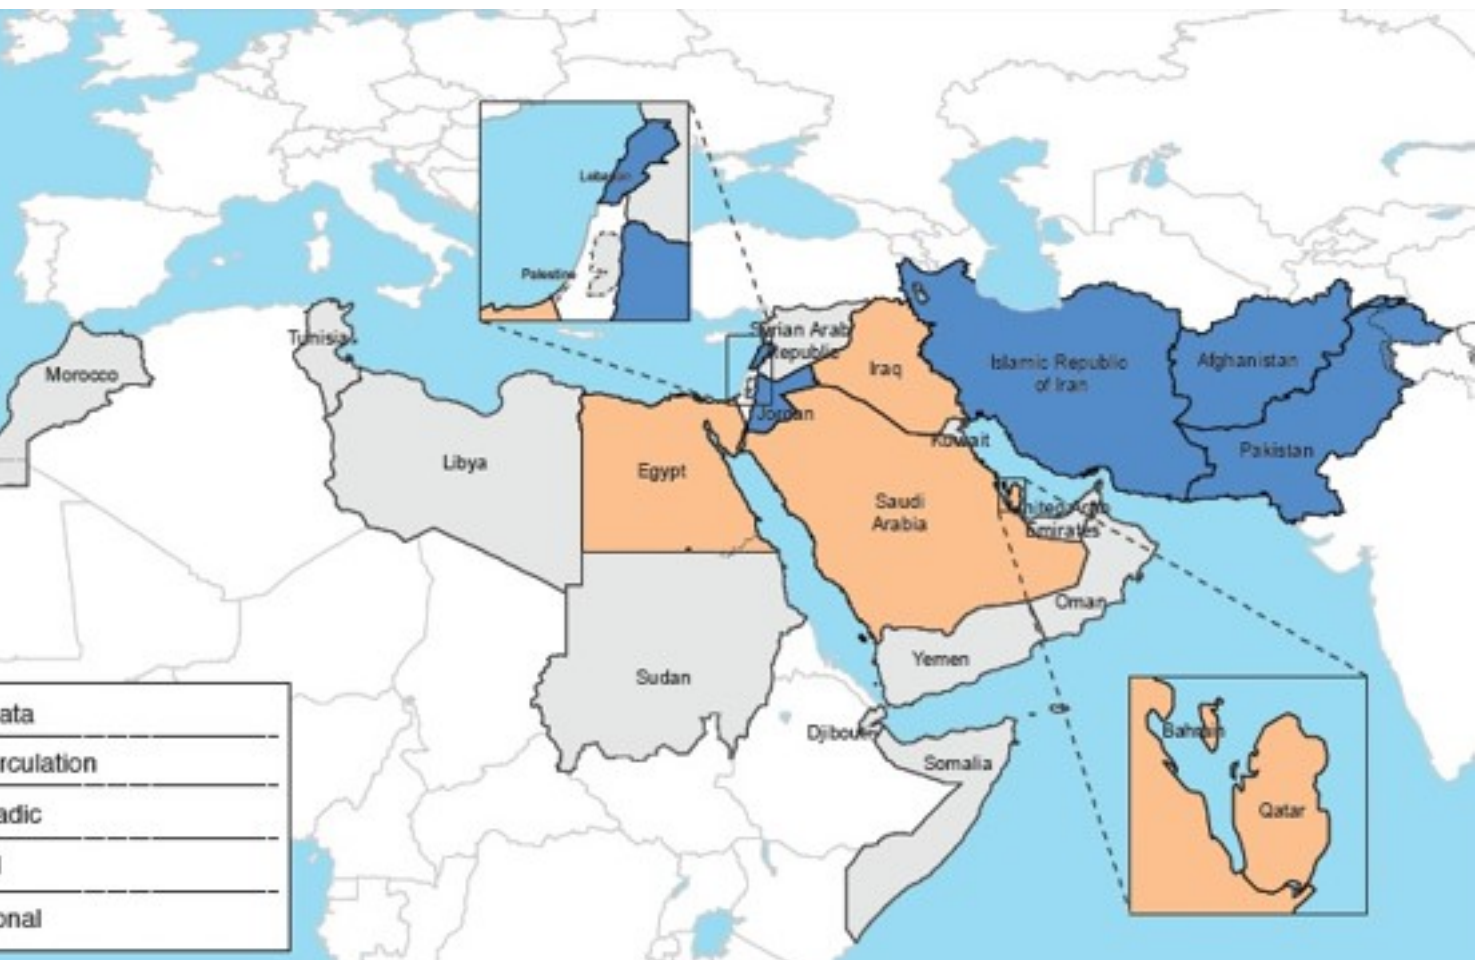 Lebanon
Palestine
Tunisia
Morocco
Libya
Egypt
Sudan
Syrian Arab
Republic
Iraq
Jordan
Kuwait
Saudi
Arabia
Islamic Republic
of Iran
Afghanistan
Pakistan
United Arab
Emirates
Oman
Yemen
Djibouti
Somalia
Bahrain
Qatar
ata
rculation
adic
l
onal